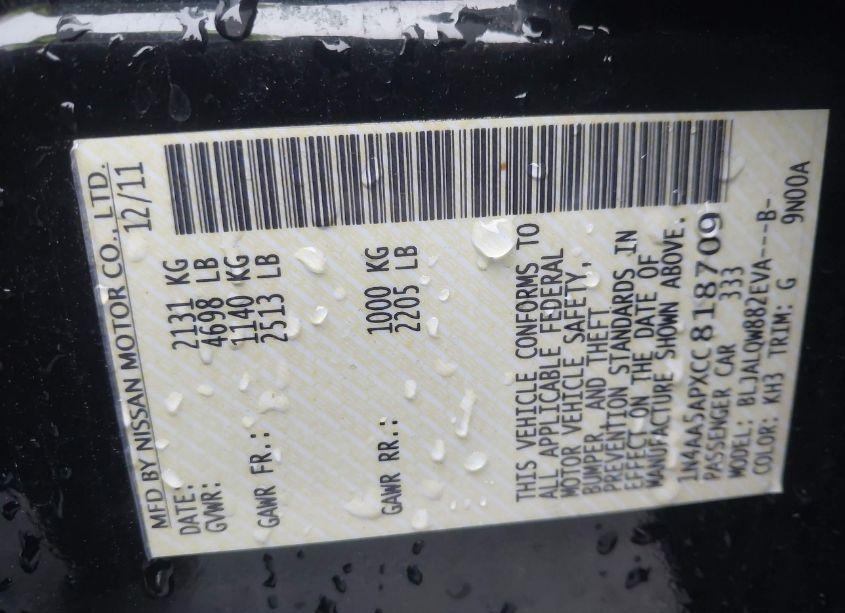 MFD BY NISSAN MOTOR CO., LTD.
DATE: 12/11
GVWR: 2131 KG
4698 LB
GAWR FR.: 1140 KG
2513 LB
GAWR RR.: 1000 KG
2205 LB
THIS VEHICLE CONFORMS TO
ALL APPLICABLE FEDERAL
MOTOR VEHICLE SAFETY,
BUMPER, AND THEFT
PREVENTION STANDARDS IN
EFFECT ON THE DATE OF
MANUFACTURE SHOWN ABOVE.
1N4AA5APXCC818709
PASSENGER CAR 333
MODEL: BLJALQW882EVA---B-
COLOR: KH3 TRIM: G 9N00A